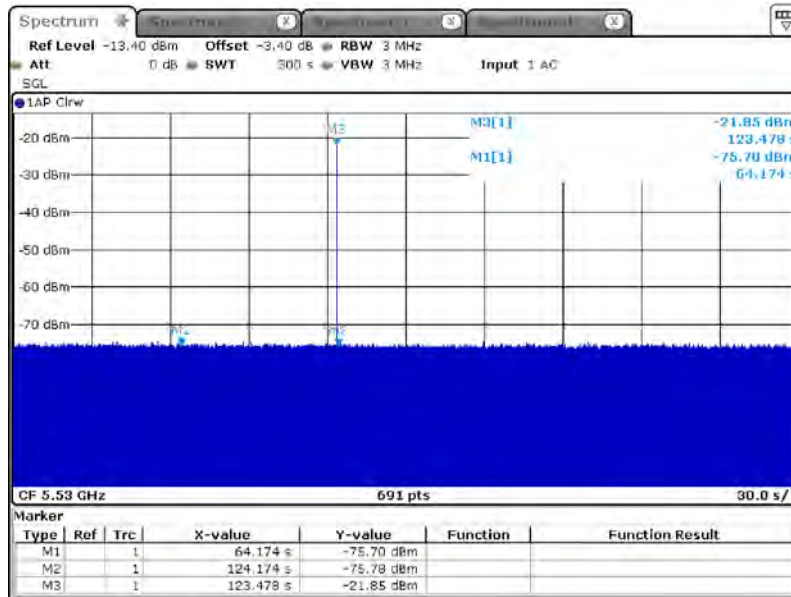 Spectrum
Ref Level -13.40 dBm Offset -3.40 dB RBW 3 MHz
Att 0 dB SWT 300 s VBW 3 MHz Input 1 AC
SGL
1AP Clrw
M3[1] -21.85 dBm
123.478 s
M1[1] -75.70 dBm
64.174 s
M3
-20 dBm
-30 dBm
-40 dBm
-50 dBm
-60 dBm
-70 dBm
CF 5.53 GHz 691 pts 30.0 s/
Marker
Type Ref Trc X-value Y-value Function Function Result
M1 1 64.174 s -75.70 dBm
M2 1 124.174 s -75.78 dBm
M3 1 123.478 s -21.85 dBm